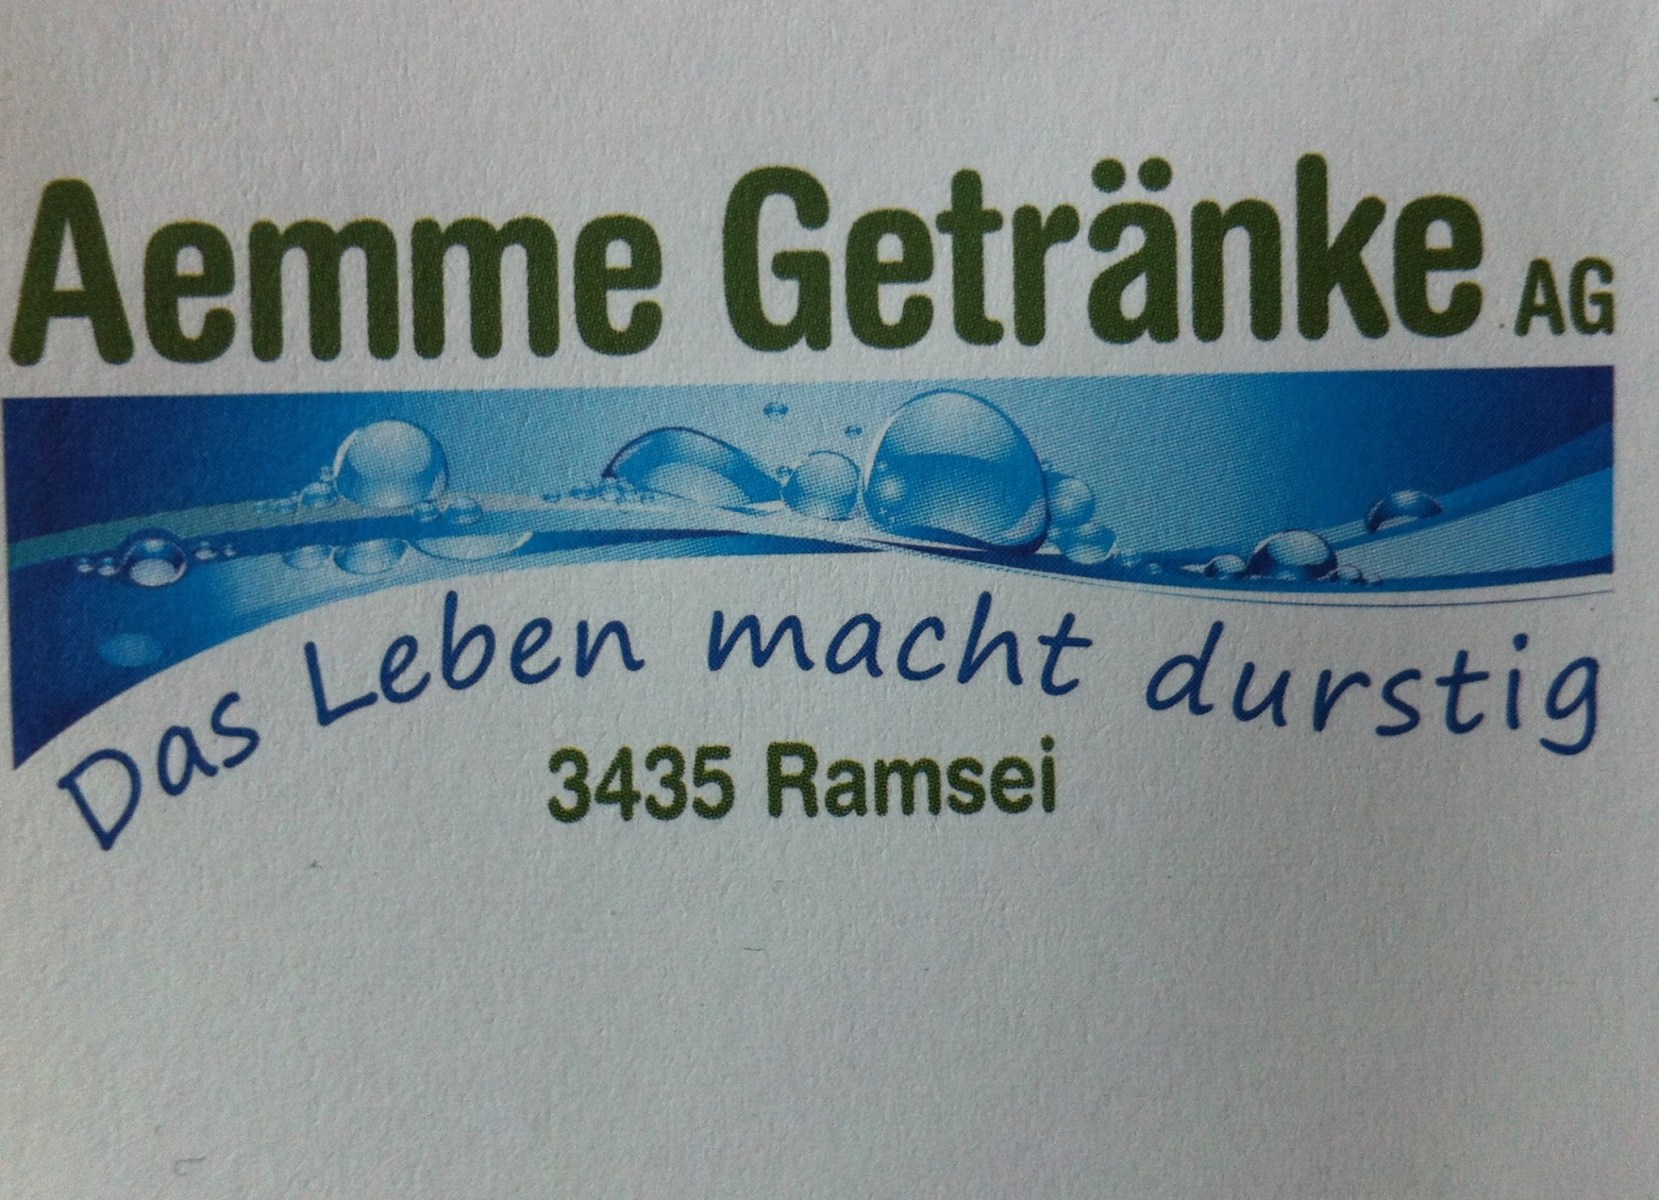 Aemme Getränke AG
Das Leben macht durstig
3435 Ramsei